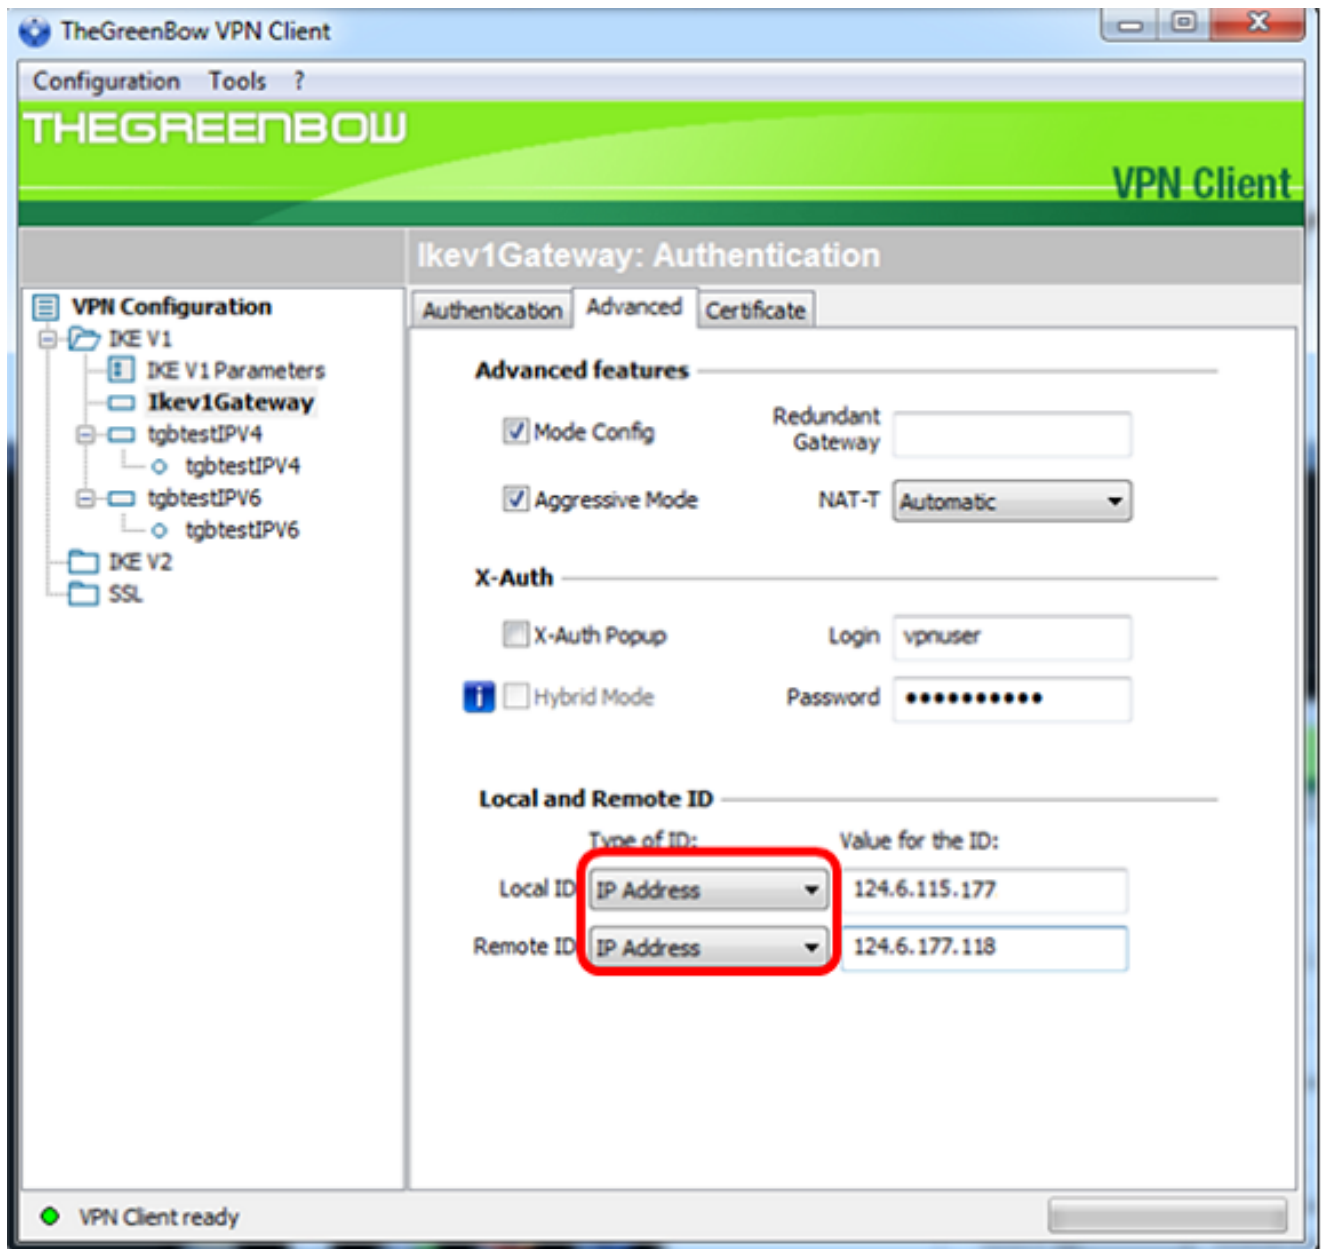 TheGreenBow VPN Client
Configuration Tools ?
THEGREENBOW
VPN Client
Ikev1Gateway: Authentication
VPN Configuration
IKE V1
IKE V1 Parameters
Ikev1Gateway
tgbtestIPV4
tgbtestIPV4
tgbtestIPV6
tgbtestIPV6
IKE V2
SSL
Authentication Advanced Certificate
Advanced features
Mode Config Redundant
Gateway
Aggressive Mode NAT-T Automatic
X-Auth
X-Auth Popup Login vpnuser
Hybrid Mode Password ●●●●●●●●●●
Local and Remote ID
Type of ID: Value for the ID:
Local ID IP Address 124.6.115.177
Remote ID IP Address 124.6.177.118
VPN Client ready